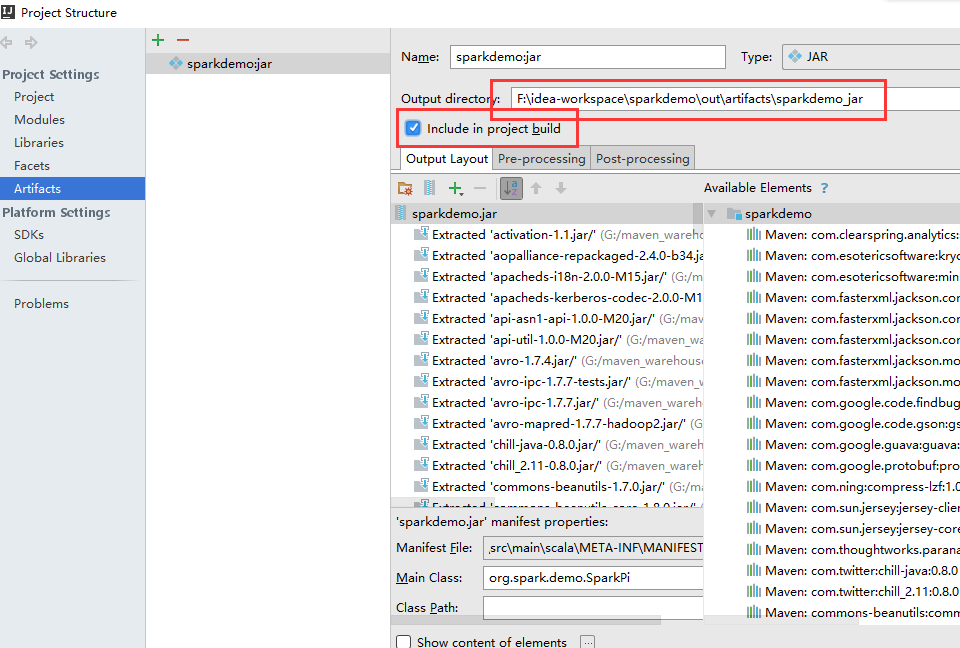 Project Structure
Project Settings
Project
Modules
Libraries
Facets
Artifacts
Platform Settings
SDKs
Global Libraries
Problems
sparkdemo:jar
Name: sparkdemo:jar Type: JAR
Output directory: F:\idea-workspace\sparkdemo\out\artifacts\sparkdemo_jar
Include in project build
Output Layout Pre-processing Post-processing
Available Elements ?
sparkdemo.jar
Extracted 'activation-1.1.jar/' (G:/maven_wareho
Extracted 'aopalliance-repackaged-2.4.0-b34.ja
Extracted 'apacheds-i18n-2.0.0-M15.jar/' (G:/m
Extracted 'apacheds-kerberos-codec-2.0.0-M1
Extracted 'api-asn1-api-1.0.0-M20.jar/' (G:/mav
Extracted 'api-util-1.0.0-M20.jar/' (G:/maven_w
Extracted 'avro-1.7.4.jar/' (G:/maven_warehous
Extracted 'avro-ipc-1.7.7-tests.jar/' (G:/maven_w
Extracted 'avro-ipc-1.7.7.jar/' (G:/maven_wareh
Extracted 'avro-mapred-1.7.7-hadoop2.jar/' (G
Extracted 'chill-java-0.8.0.jar/' (G:/maven_wareh
Extracted 'chill_2.11-0.8.0.jar/' (G:/maven_wareh
Extracted 'commons-beanutils-1.7.0.jar/' (G:/ma
Extracted 'commons-beanutils-core-1.8.0.jar/' (
sparkdemo
Maven: com.clearspring.analytics:s
Maven: com.esotericsoftware:kryo
Maven: com.esotericsoftware:min
Maven: com.fasterxml.jackson.cor
Maven: com.fasterxml.jackson.cor
Maven: com.fasterxml.jackson.cor
Maven: com.fasterxml.jackson.mo
Maven: com.fasterxml.jackson.mo
Maven: com.google.code.findbug
Maven: com.google.code.gson:gs
Maven: com.google.guava:guava:
Maven: com.google.protobuf:pro
Maven: com.ning:compress-lzf:1.0
Maven: com.sun.jersey:jersey-clien
Maven: com.sun.jersey:jersey-core
Maven: com.thoughtworks.parana
Maven: com.twitter:chill-java:0.8.0
Maven: com.twitter:chill_2.11:0.8.0
Maven: commons-beanutils:comm
'sparkdemo.jar' manifest properties:
Manifest File: .src\main\scala\META-INF\MANIFEST
Main Class: org.spark.demo.SparkPi
Class Path:
Show content of elements ...